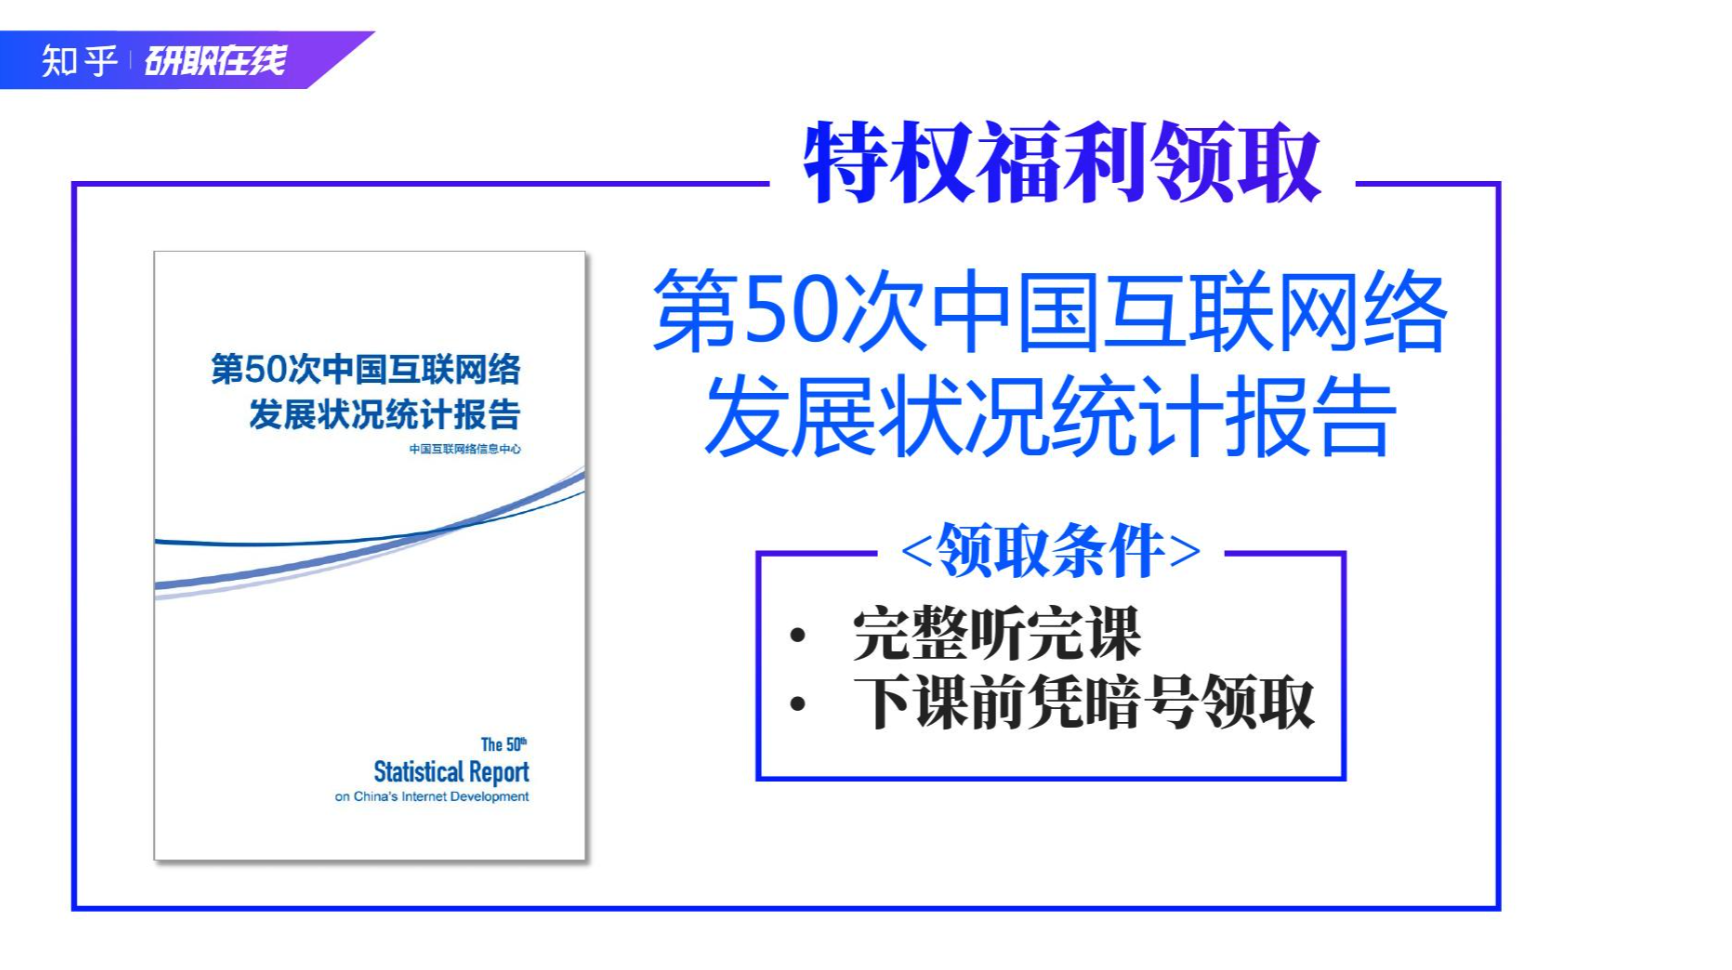 知乎 研职在线
特权福利领取
第50次中国互联网络
发展状况统计报告
中国互联网络信息中心
The 50th
Statistical Report
on China's Internet Development
第50次中国互联网络
发展状况统计报告
<领取条件>
• 完整听完课
• 下课前凭暗号领取